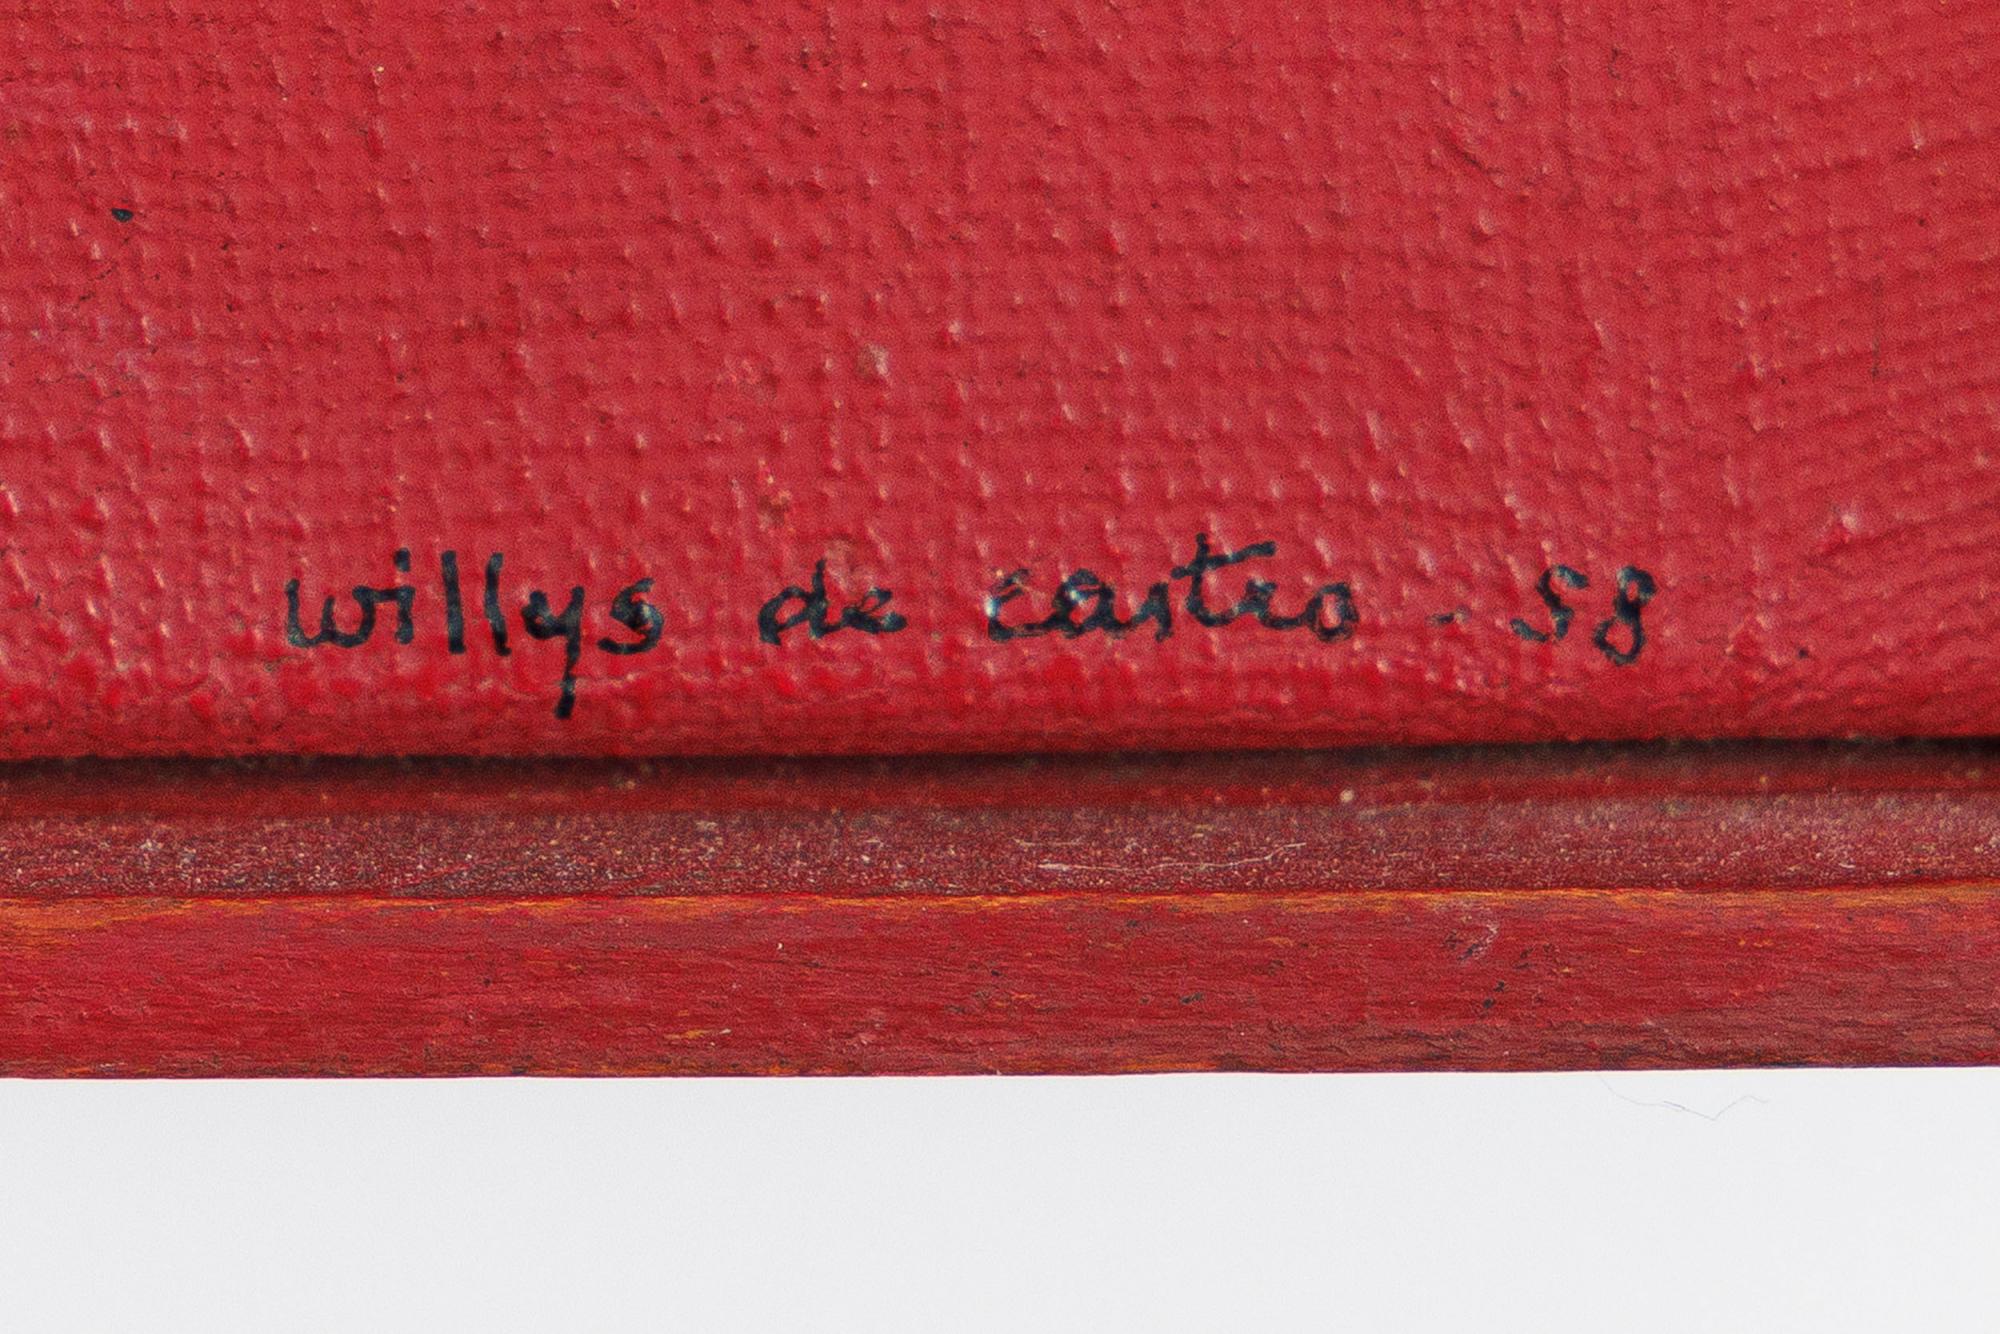 willys de castro - 58